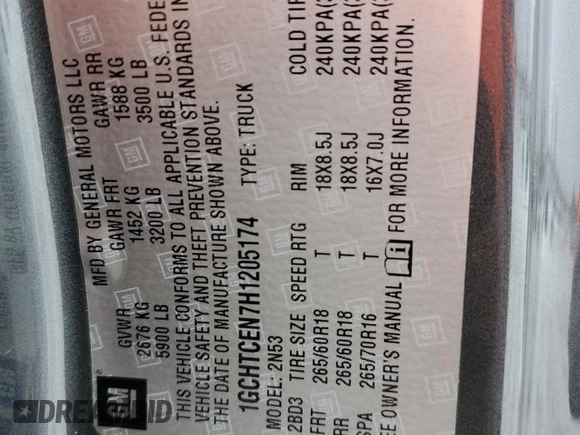 MFD BY GENERAL MOTORS LLC
GVWR GAWR FRT GAWR RR
2676 KG 1452 KG 1588 KG
5900 LB 3200 LB 3500 LB
THIS VEHICLE CONFORMS TO ALL APPLICABLE U.S. FEDE
VEHICLE SAFETY AND THEFT PREVENTION STANDARDS IN
THE DATE OF MANUFACTURE SHOWN ABOVE.
1GCHTCEN7H1205174 TYPE: TRUCK
MODEL: 2N53
2BD3 TIRE SIZE SPEED RTG RIM COLD TIR
FRT 265/60R18 T 18X8.5J 240KPA(
RR 265/60R18 T 18X8.5J 240KPA(
SPA 265/70R16 T 16X7.0J 240KPA(
EE OWNER'S MANUAL FOR MORE INFORMATION.
GM
DREAMBID